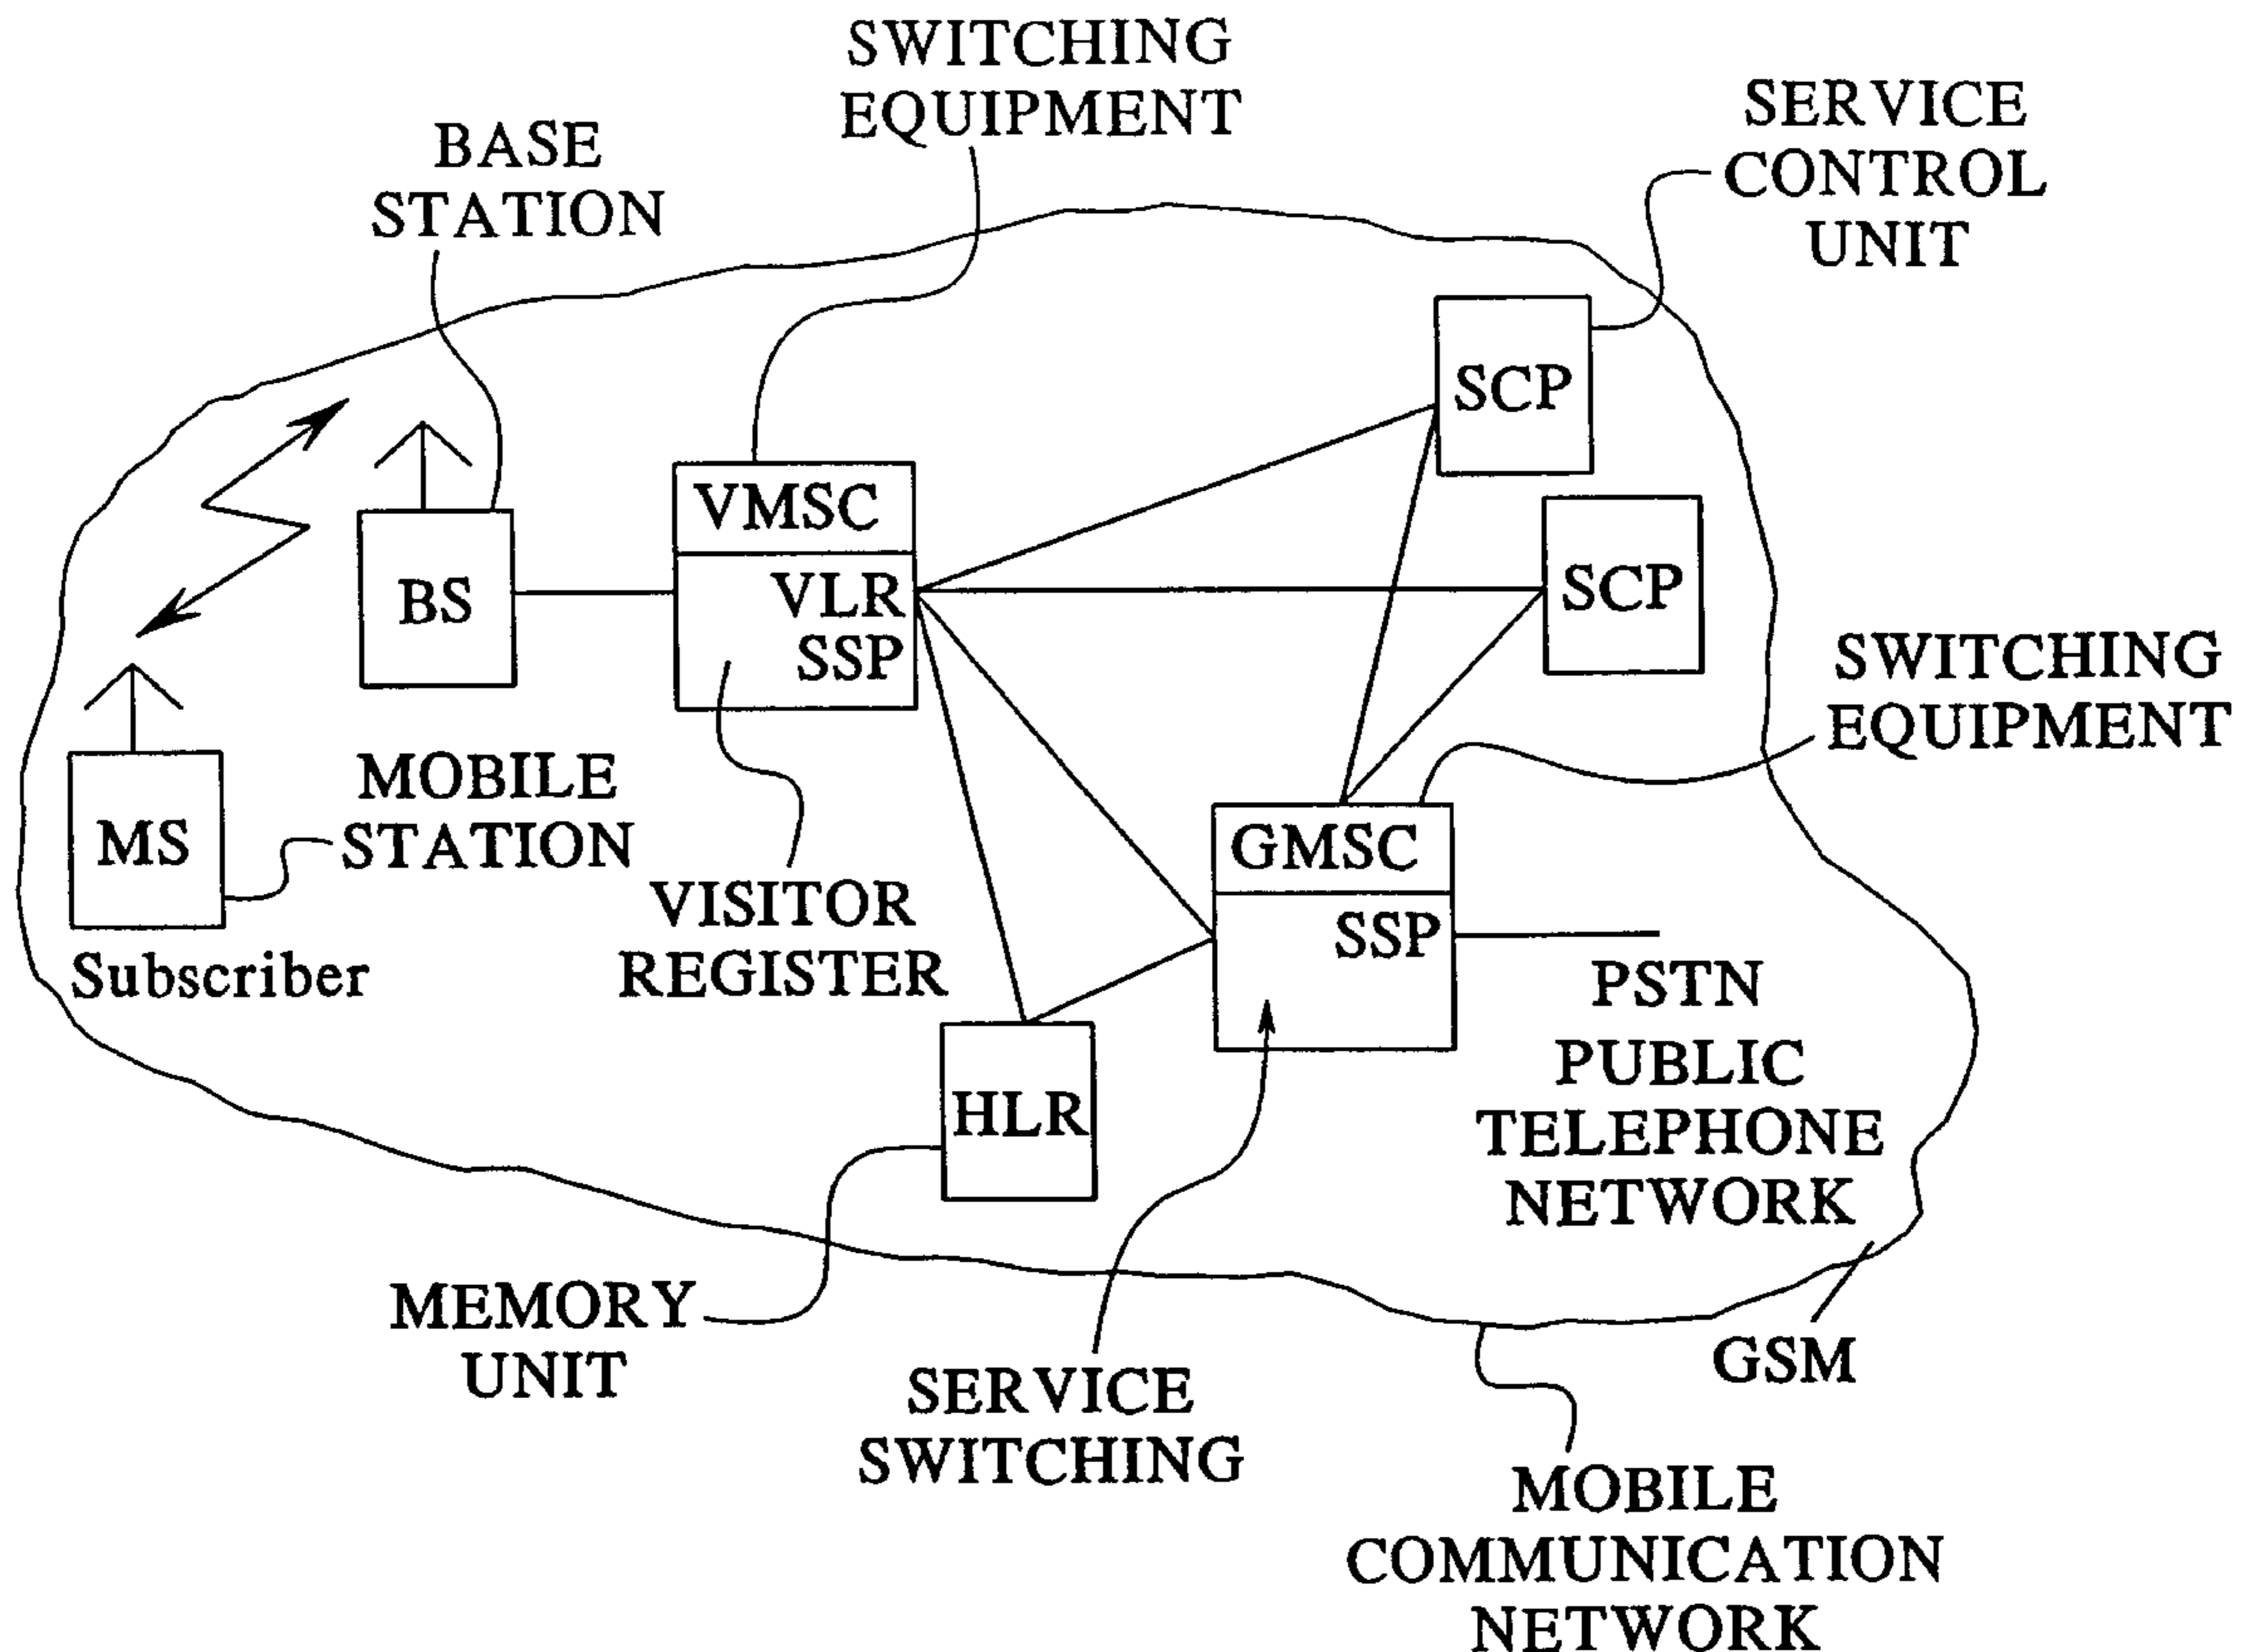 SWITCHING
EQUIPMENT
SERVICE
CONTROL
UNIT
BASE
STATION
SCP
VMSC
VLR
SSP
BS
SCP
SWITCHING
EQUIPMENT
MOBILE
STATION
MS
Subscriber
VISITOR
REGISTER
GMSC
SSP
PSTN
PUBLIC
TELEPHONE
NETWORK
HLR
MEMORY
UNIT
SERVICE
SWITCHING
GSM
MOBILE
COMMUNICATION
NETWORK